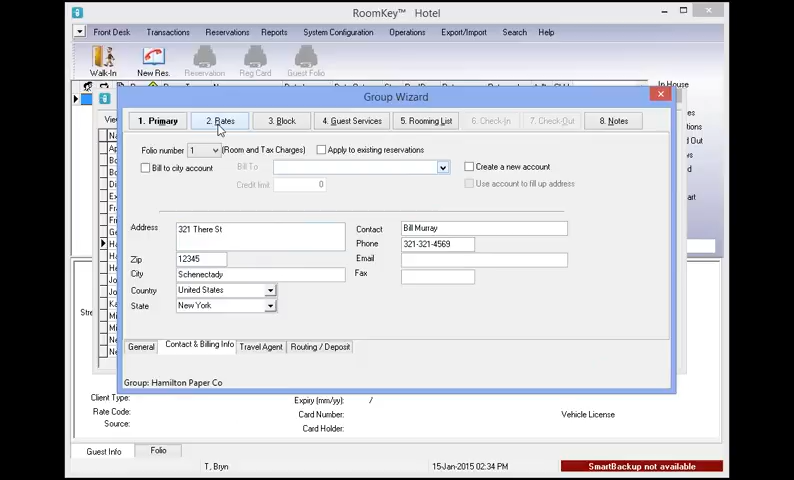 RoomKey™ Hotel
Front Desk Transactions Reservations Reports System Configuration Operations Export/Import Search Help
Walk-In New Res. Reservation Reg Card Guest Folio
In House
Group Wizard
1. Primary 2. Rates 3. Block 4. Guest Services 5. Rooming List 6. Check-In 7. Check-Out 8. Notes
Folio number 1 (Room and Tax Charges) Apply to existing reservations
Bill to city account Bill To Create a new account
Credit limit 0 Use account to fill up address
Address 321 There St Contact Bill Murray
Phone 321-321-4569
Zip 12345 Email
City Schenectady Fax
Country United States
State New York
General Contact & Billing Info Travel Agent Routing / Deposit
Group: Hamilton Paper Co
Client Type: Expiry (mm/yy): /
Rate Code: Card Number: Vehicle License
Source: Card Holder:
Guest Info Folio
T, Bryn 15-Jan-2015 02:34 PM SmartBackup not available